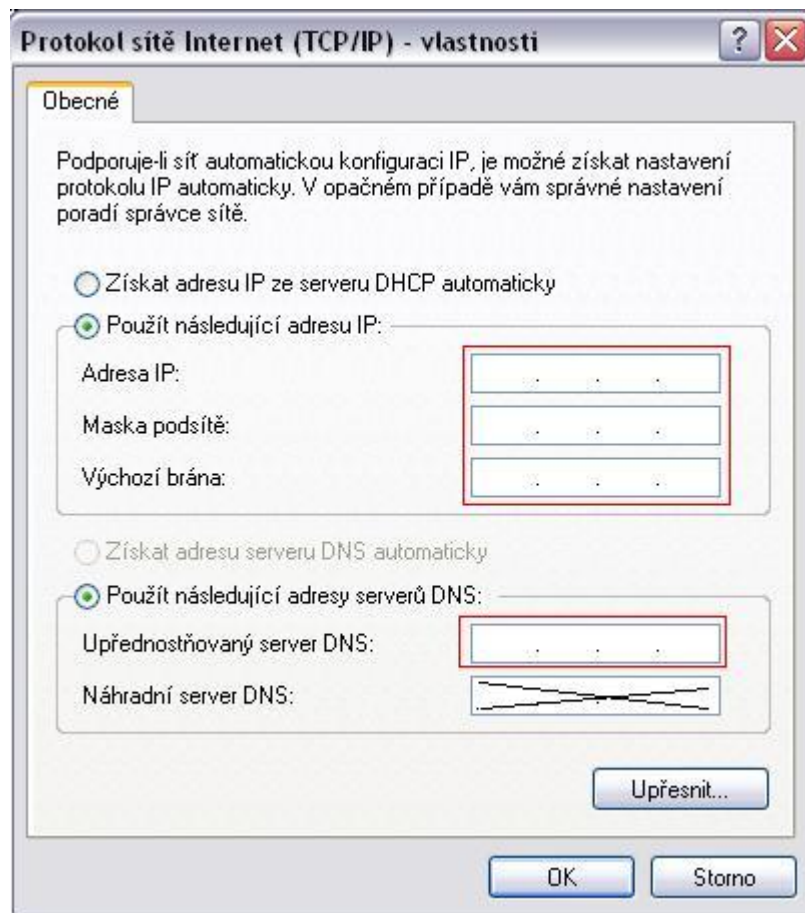 Protokol sítě Internet (TCP/IP) - vlastnosti
Obecné
Podporuje-li síť automatickou konfiguraci IP, je možné získat nastavení
protokolu IP automaticky. V opačném případě vám správné nastavení
poradí správce sítě.
Získat adresu IP ze serveru DHCP automaticky
Použít následující adresu IP:
Adresa IP:
Maska podsítě:
Výchozí brána:
Získat adresu serveru DNS automaticky
Použít následující adresy serverů DNS:
Upřednostňovaný server DNS:
Náhradní server DNS:
Upřesnit...
OK
Storno